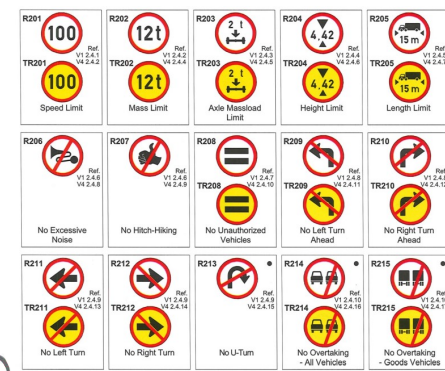 R201
100
Ref.
V1 2.4.1
V4 2.4.2
TR201
100
Speed Limit
R202
12t
Ref.
V1 2.4.2
V4 2.4.4
TR202
12t
Mass Limit
R203
2 t
Ref.
V1 2.4.3
V4 2.4.5
TR203
2 t
Axle Massload
Limit
R204
4,42
Ref.
V1 2.4.4
V4 2.4.6
TR204
4,42
Height Limit
R205
15 m
Ref.
TR205
15 m
Length Limit
R206
Ref.
V1 2.4.6
V4 2.4.8
No Excessive
Noise
R207
Ref.
V1 2.4.6
V4 2.4.9
No Hitch-Hiking
R208
Ref.
V1 2.4.7
V4 2.4.10
TR208
No Unauthorized
Vehicles
R209
Ref.
V1 2.4.8
V4 2.4.11
TR209
No Left Turn
Ahead
R210
Ref.
TR210
No Right Turn
Ahead
R211
Ref.
V1 2.4.9
V4 2.4.13
TR211
No Left Turn
R212
Ref.
V1 2.4.9
V4 2.4.14
TR212
No Right Turn
R213
Ref.
V1 2.4.9
V4 2.4.15
No U-Turn
R214
Ref.
V1 2.4.10
V4 2.4.16
TR214
No Overtaking
- All Vehicles
R215
Ref.
TR215
No Overtaking
- Goods Vehicles